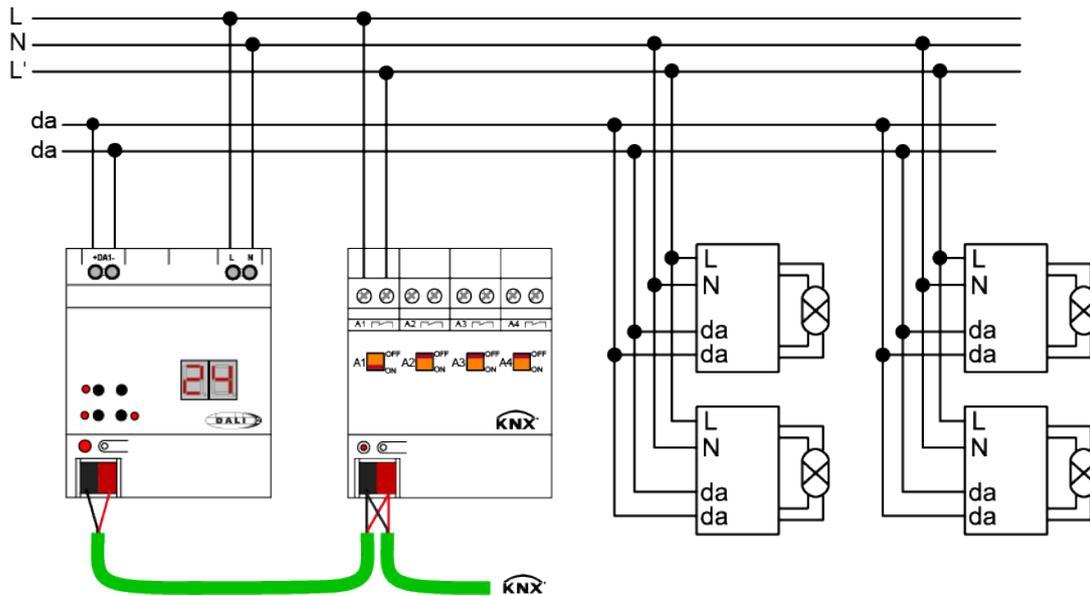 L
N
L'
da
da
+DA1- L N
A1 A2 A3 A4
A1 OFF ON A2 OFF ON A3 OFF ON A4 OFF ON
24
DALI
KNX
L
N
da
da
L
N
da
da
L
N
da
da
L
N
da
da
KNX